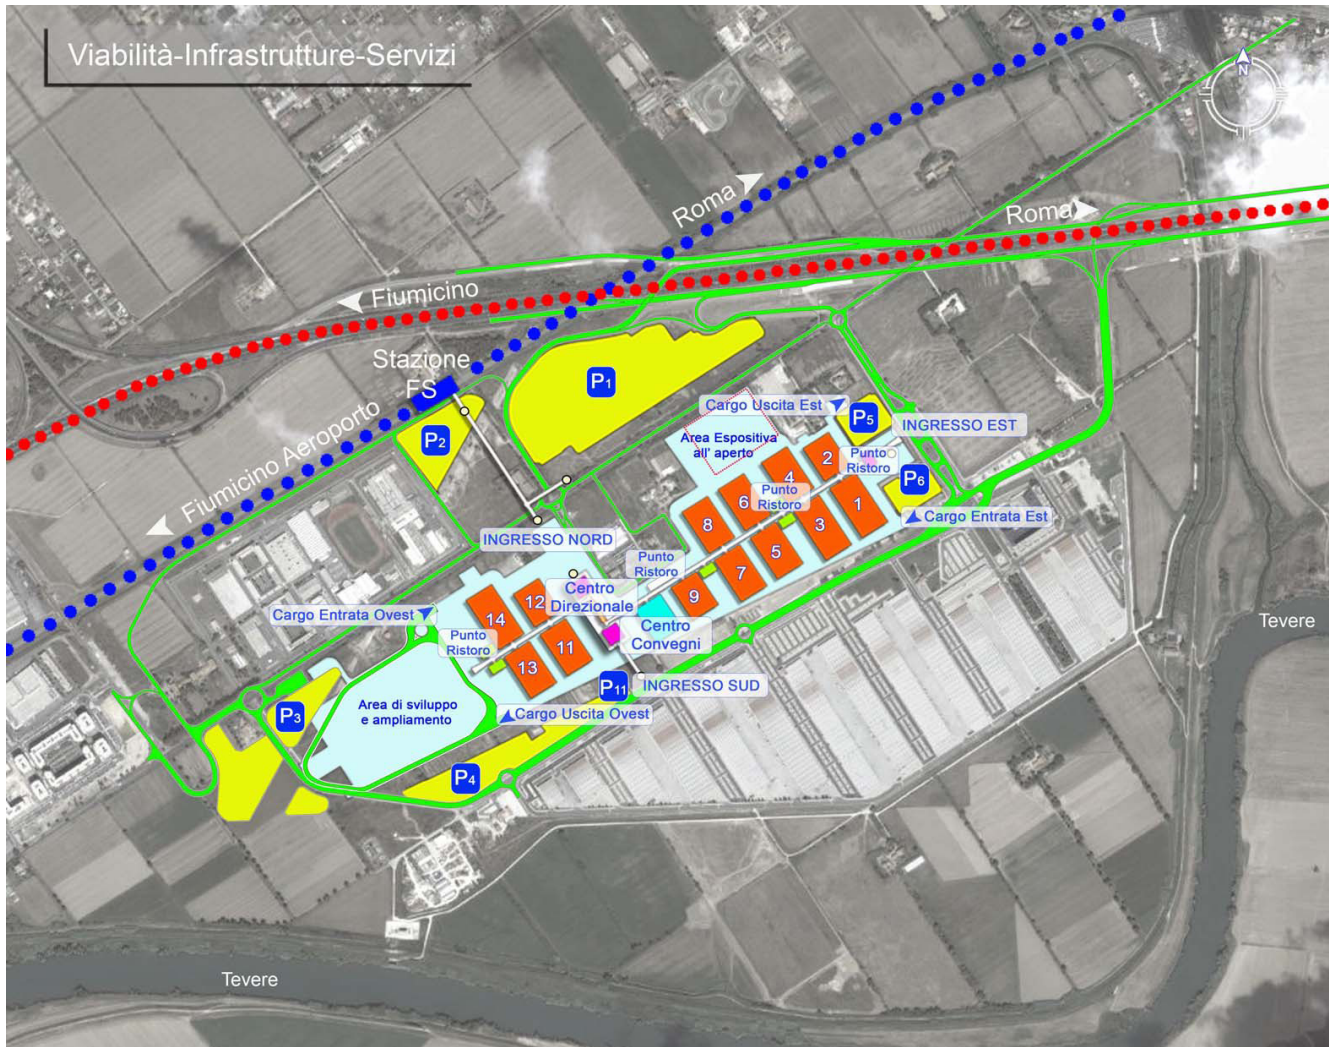 Viabilità-Infrastrutture-Servizi
N
Roma
Roma
Fiumicino
Stazione
FS
Fiumicino Aeroporto
P1
P2
Cargo Uscita Est
P5
INGRESSO EST
Area Espositiva
all' aperto
2
4
6
8
Punto
Ristoro
Punto
Ristoro
P6
1
3
5
7
9
Cargo Entrata Est
INGRESSO NORD
Punto
Ristoro
Centro
Direzionale
Centro
Convegni
12
14
11
13
Cargo Entrata Ovest
Punto
Ristoro
P11
INGRESSO SUD
Cargo Uscita Ovest
Area di sviluppo
e ampliamento
P3
P4
Tevere
Tevere